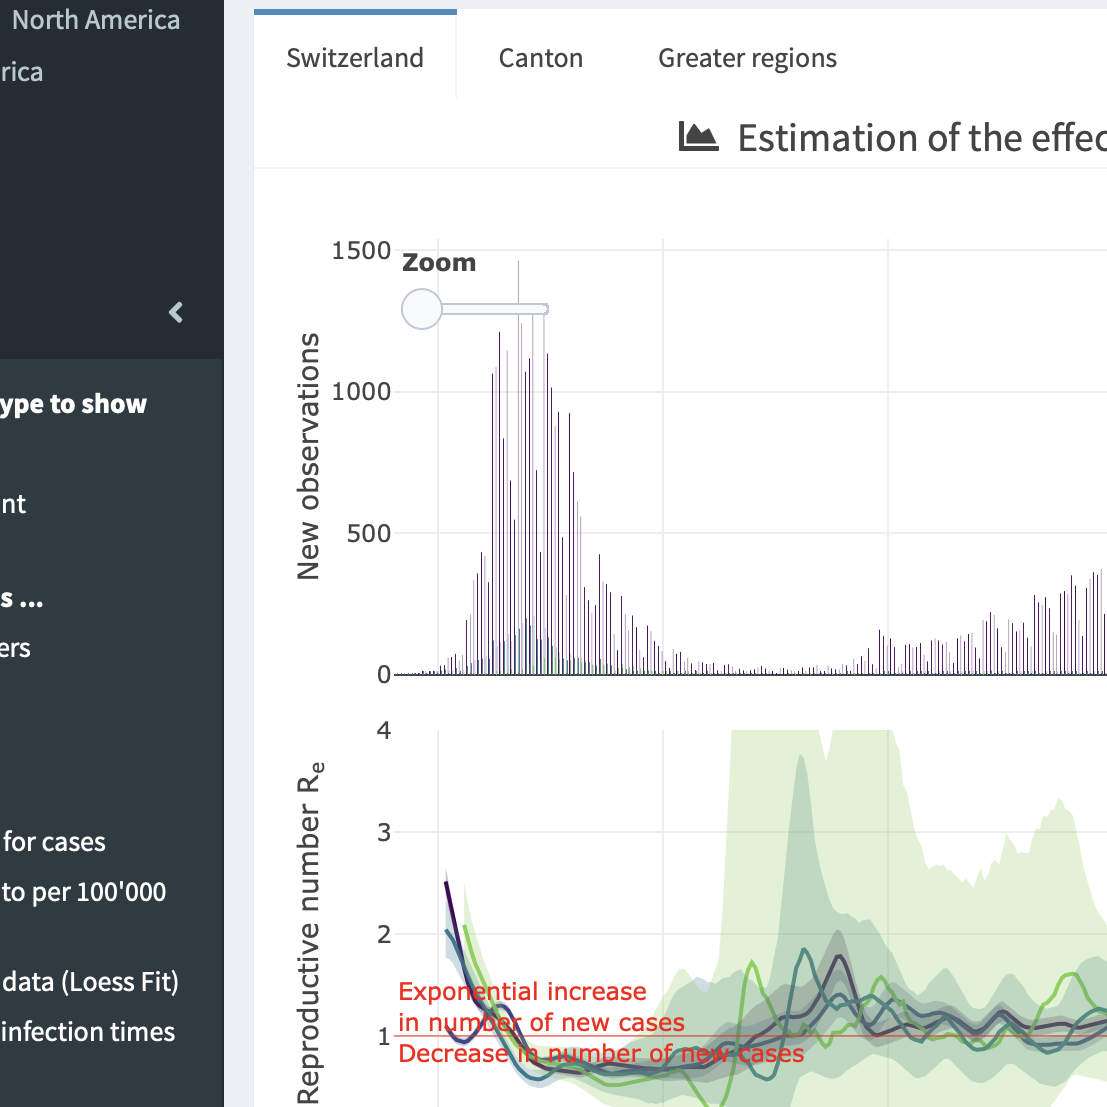 North America
rica
ype to show
nt
s ...
ers
for cases
to per 100'000
data (Loess Fit)
infection times
Switzerland
Canton
Greater regions
Estimation of the effec
Zoom
New observations
1500
1000
500
0
Reproductive number Re
4
3
2
1
Exponential increase
in number of new cases
Decrease in number of new cases